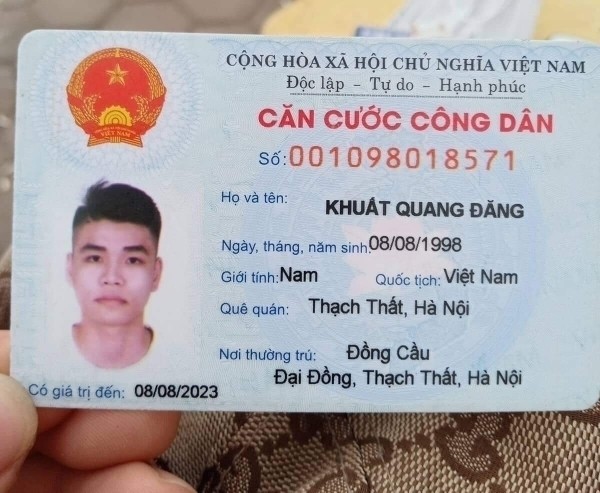 CỘNG HÒA XÃ HỘI CHỦ NGHĨA VIỆT NAM
Độc lập - Tự do - Hạnh phúc
CĂN CƯỚC CÔNG DÂN
Số: 001098018571
Họ và tên: KHUẤT QUANG ĐĂNG
Ngày, tháng, năm sinh: 08/08/1998
Giới tính: Nam Quốc tịch: Việt Nam
Quê quán: Thạch Thất, Hà Nội
Nơi thường trú: Đồng Cầu
Đại Đồng, Thạch Thất, Hà Nội
Có giá trị đến: 08/08/2023